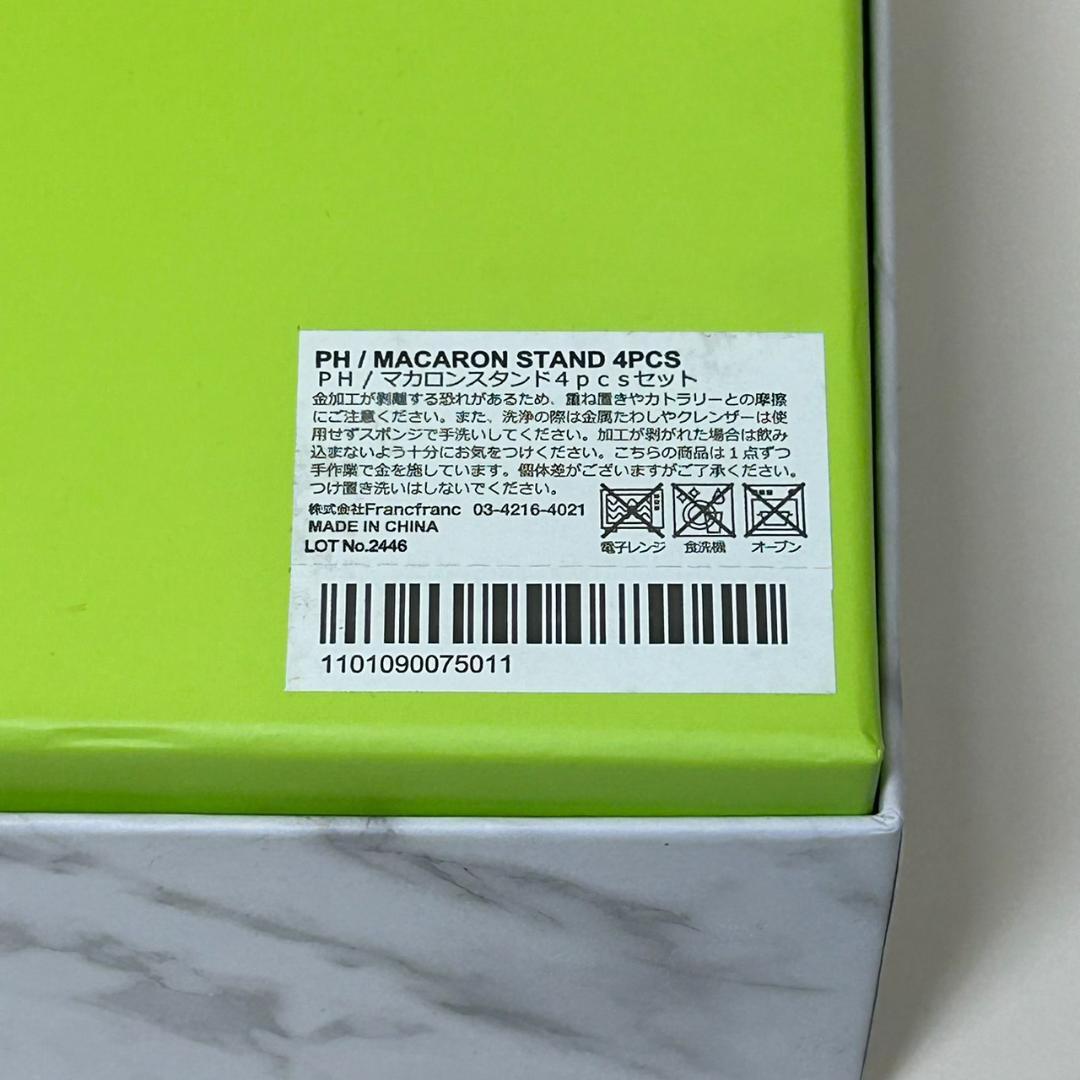 PH / MACARON STAND 4PCS
ＰＨ / マカロンスタンド４ｐｃｓセット
金加工が剥離する恐れがあるため、重ね置きやカトラリーとの摩擦
にご注意ください。また、洗浄の際は金属たわしやクレンザーは使
用せずスポンジで手洗いしてください。加工が剥がれた場合は飲み
込まないよう十分にお気をつけください。こちらの商品は１点ずつ
手作業で金を施しています。個体差がございますがご了承ください。
つけ置き洗いはしないでください。
株式会社Francfranc 03-4216-4021
MADE IN CHINA
LOT No.2446
電子レンジ 食洗機 オーブン
1101090075011